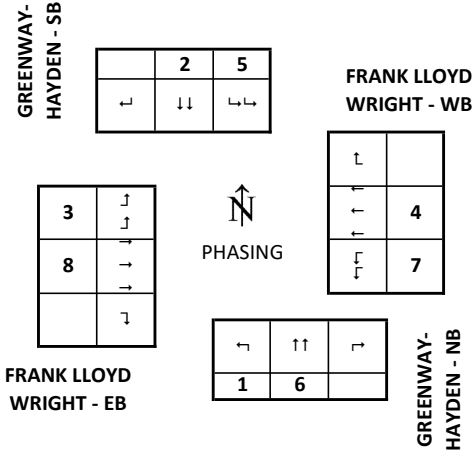 GREENWAY-
HAYDEN - SB
2 5
↵ ↓↓ ↳↳
FRANK LLOYD
WRIGHT - WB
↑
←
← 4
←
7
3
8
→
→
→
N
PHASING
↰ ↑↑ ↱
1 6
FRANK LLOYD
WRIGHT - EB
GREENWAY-
HAYDEN - NB